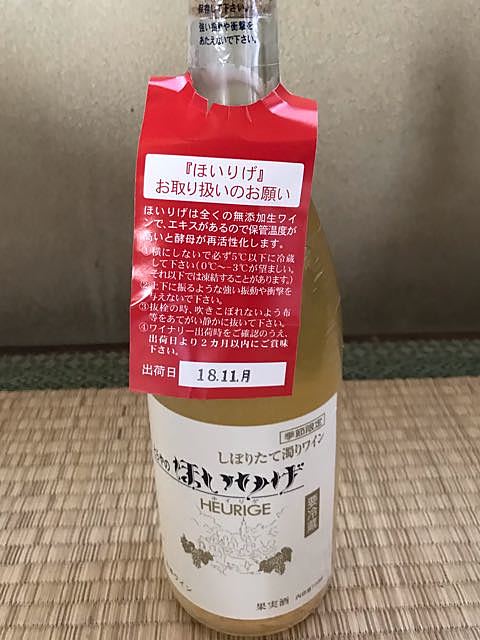 保存して下さい。
強い振動や衝撃を
あたえないで下さい。
『ほいりげ』
お取り扱いのお願い
ほいりげは全くの無添加生ワイ
ンで、エキスがあるので保管温度が
高いと酵母が再活性化します。
①横にしないで必ず5℃以下に冷蔵
して下さい(0℃~-3℃が望ましい。
それ以下では凍結することがあります。)
②上下に振るような強い振動や衝撃を
与えないで下さい。
③抜栓の時、吹きこぼれないよう布
等をあてがい静かに抜いて下さい。
④ワイナリー出荷時をご確認のうえ、
出荷日より2カ月以内にご賞味
下さい。
出荷日 18.11.月
季節限定
しぼりたて濁りワイン
ほいりげ
HEURIGE
要冷蔵
ワイン
果実酒